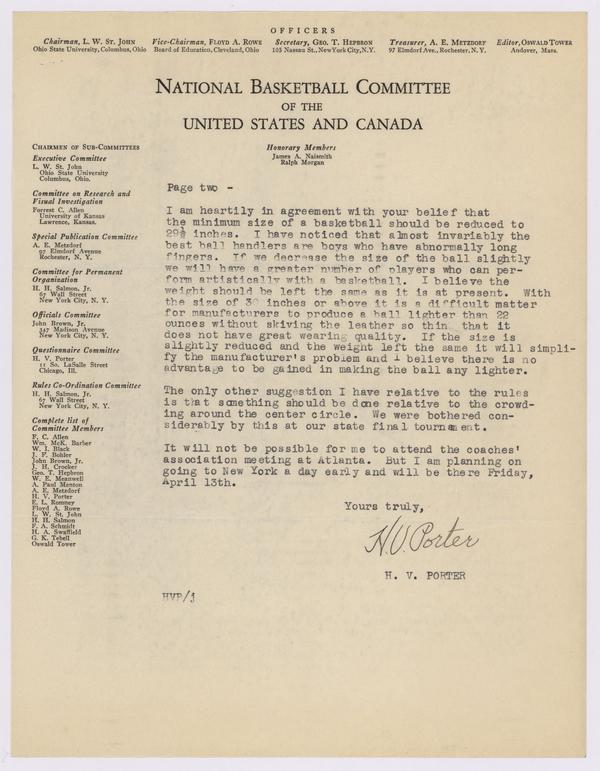 OFFICERS
Chairman, L. W. St. John Vice-Chairman, Floyd A. Rowe Secretary, Geo. T. Hepbron Treasurer, A. E. Metzdorf Editor, Oswald Tower
Ohio State University, Columbus, Ohio Board of Education, Cleveland, Ohio 105 Nassau St., New York City, N.Y. 97 Elmdorf Ave., Rochester, N. Y. Andover, Mass.
National Basketball Committee
OF THE
UNITED STATES AND CANADA
Honorary Members
James A. Naismith
Ralph Morgan
Chairmen of Sub-Committees
Executive Committee
L. W. St. John
Ohio State University
Columbus, Ohio.
Committee on Research and
Visual Investigation
Forrest C. Allen
University of Kansas
Lawrence, Kansas.
Special Publication Committee
A. E. Metzdorf
97 Elmdorf Avenue
Rochester, N. Y.
Committee for Permanent
Organization
H. H. Salmon, Jr.
67 Wall Street
New York City, N. Y.
Officials Committee
John Brown, Jr.
347 Madison Avenue
New York City, N. Y.
Questionnaire Committee
H. V. Porter
11 So. LaSalle Street
Chicago, Ill.
Rules Co-Ordination Committee
H. H. Salmon, Jr.
67 Wall Street
New York City, N. Y.
Complete list of
Committee Members
F. C. Allen
Wm. McK. Barber
W. I. Black
J. F. Bohler
John Brown, Jr.
J. H. Crocker
Geo. T. Hepbron
W. E. Meanwell
A. Paul Menton
A. E. Metzdorf
H. V. Porter
E. L. Romney
Floyd A. Rowe
L. W. St. John
H. H. Salmon
F. A. Schmidt
H. A. Swaffield
G. K. Tebell
Oswald Tower
Page two -
I am heartily in agreement with your belief that
the minimum size of a basketball should be reduced to
29½ inches. I have noticed that almost invariably the
best ball handlers are boys who have abnormally long
fingers. If we decrease the size of the ball slightly
we will have a greater number of players who can per-
form artistically with a basketball. I believe the
weight should be left the same as it is at present. With
the size of 30 inches or above it is a difficult matter
for manufacturers to produce a ball lighter than 22
ounces without skiving the leather so thin that it
does not have great wearing quality. If the size is
slightly reduced and the weight left the same it will simpli-
fy the manufacturer's problem and I believe there is no
advantage to be gained in making the ball any lighter.
The only other suggestion I have relative to the rules
is that something should be done relative to the crowd-
ing around the center circle. We were bothered con-
siderably by this at our state final tournament.
It will not be possible for me to attend the coaches'
association meeting at Atlanta. But I am planning on
going to New York a day early and will be there Friday,
April 13th.
Yours truly,
H.V. Porter
H. V. PORTER
HVP/j